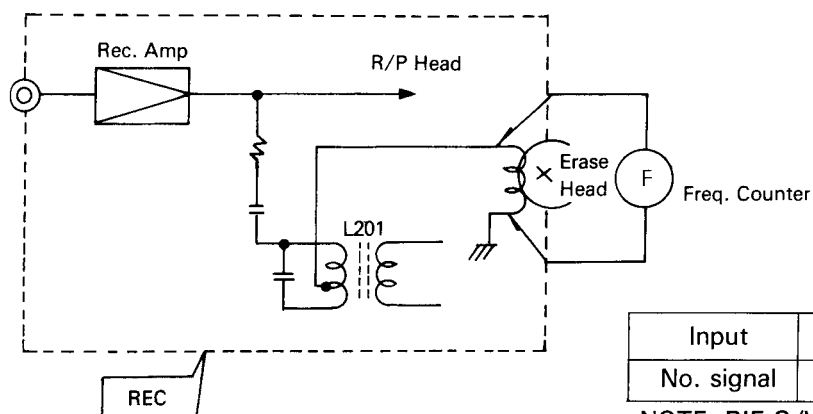 Rec. Amp
R/P Head
Erase
Head
F
Freq. Counter
L201
Input
No. signal
REC